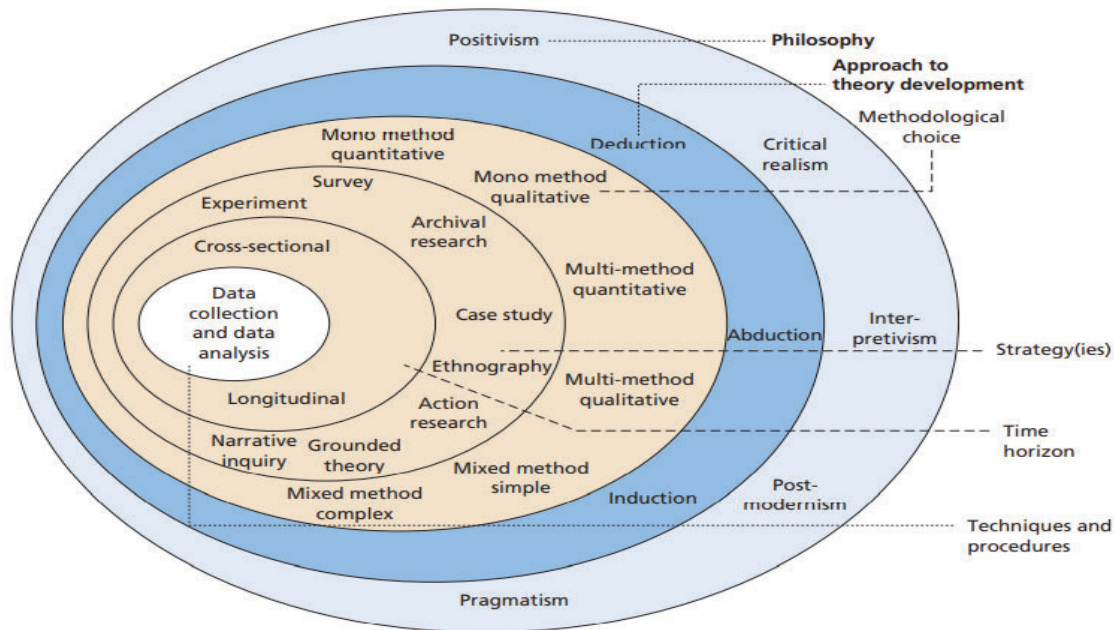 Positivism
Philosophy
Approach to
theory development
Methodological
choice
Mono method
quantitative
Deduction
Critical
realism
Mono method
qualitative
Survey
Experiment
Archival
research
Cross-sectional
Multi-method
quantitative
Data
collection
and data
analysis
Case study
Abduction
Inter-
pretivism
Strategy(ies)
Ethnography
Multi-method
qualitative
Longitudinal
Action
research
Time
horizon
Narrative
inquiry
Grounded
theory
Mixed method
simple
Mixed method
complex
Induction
Post-
modernism
Techniques and
procedures
Pragmatism